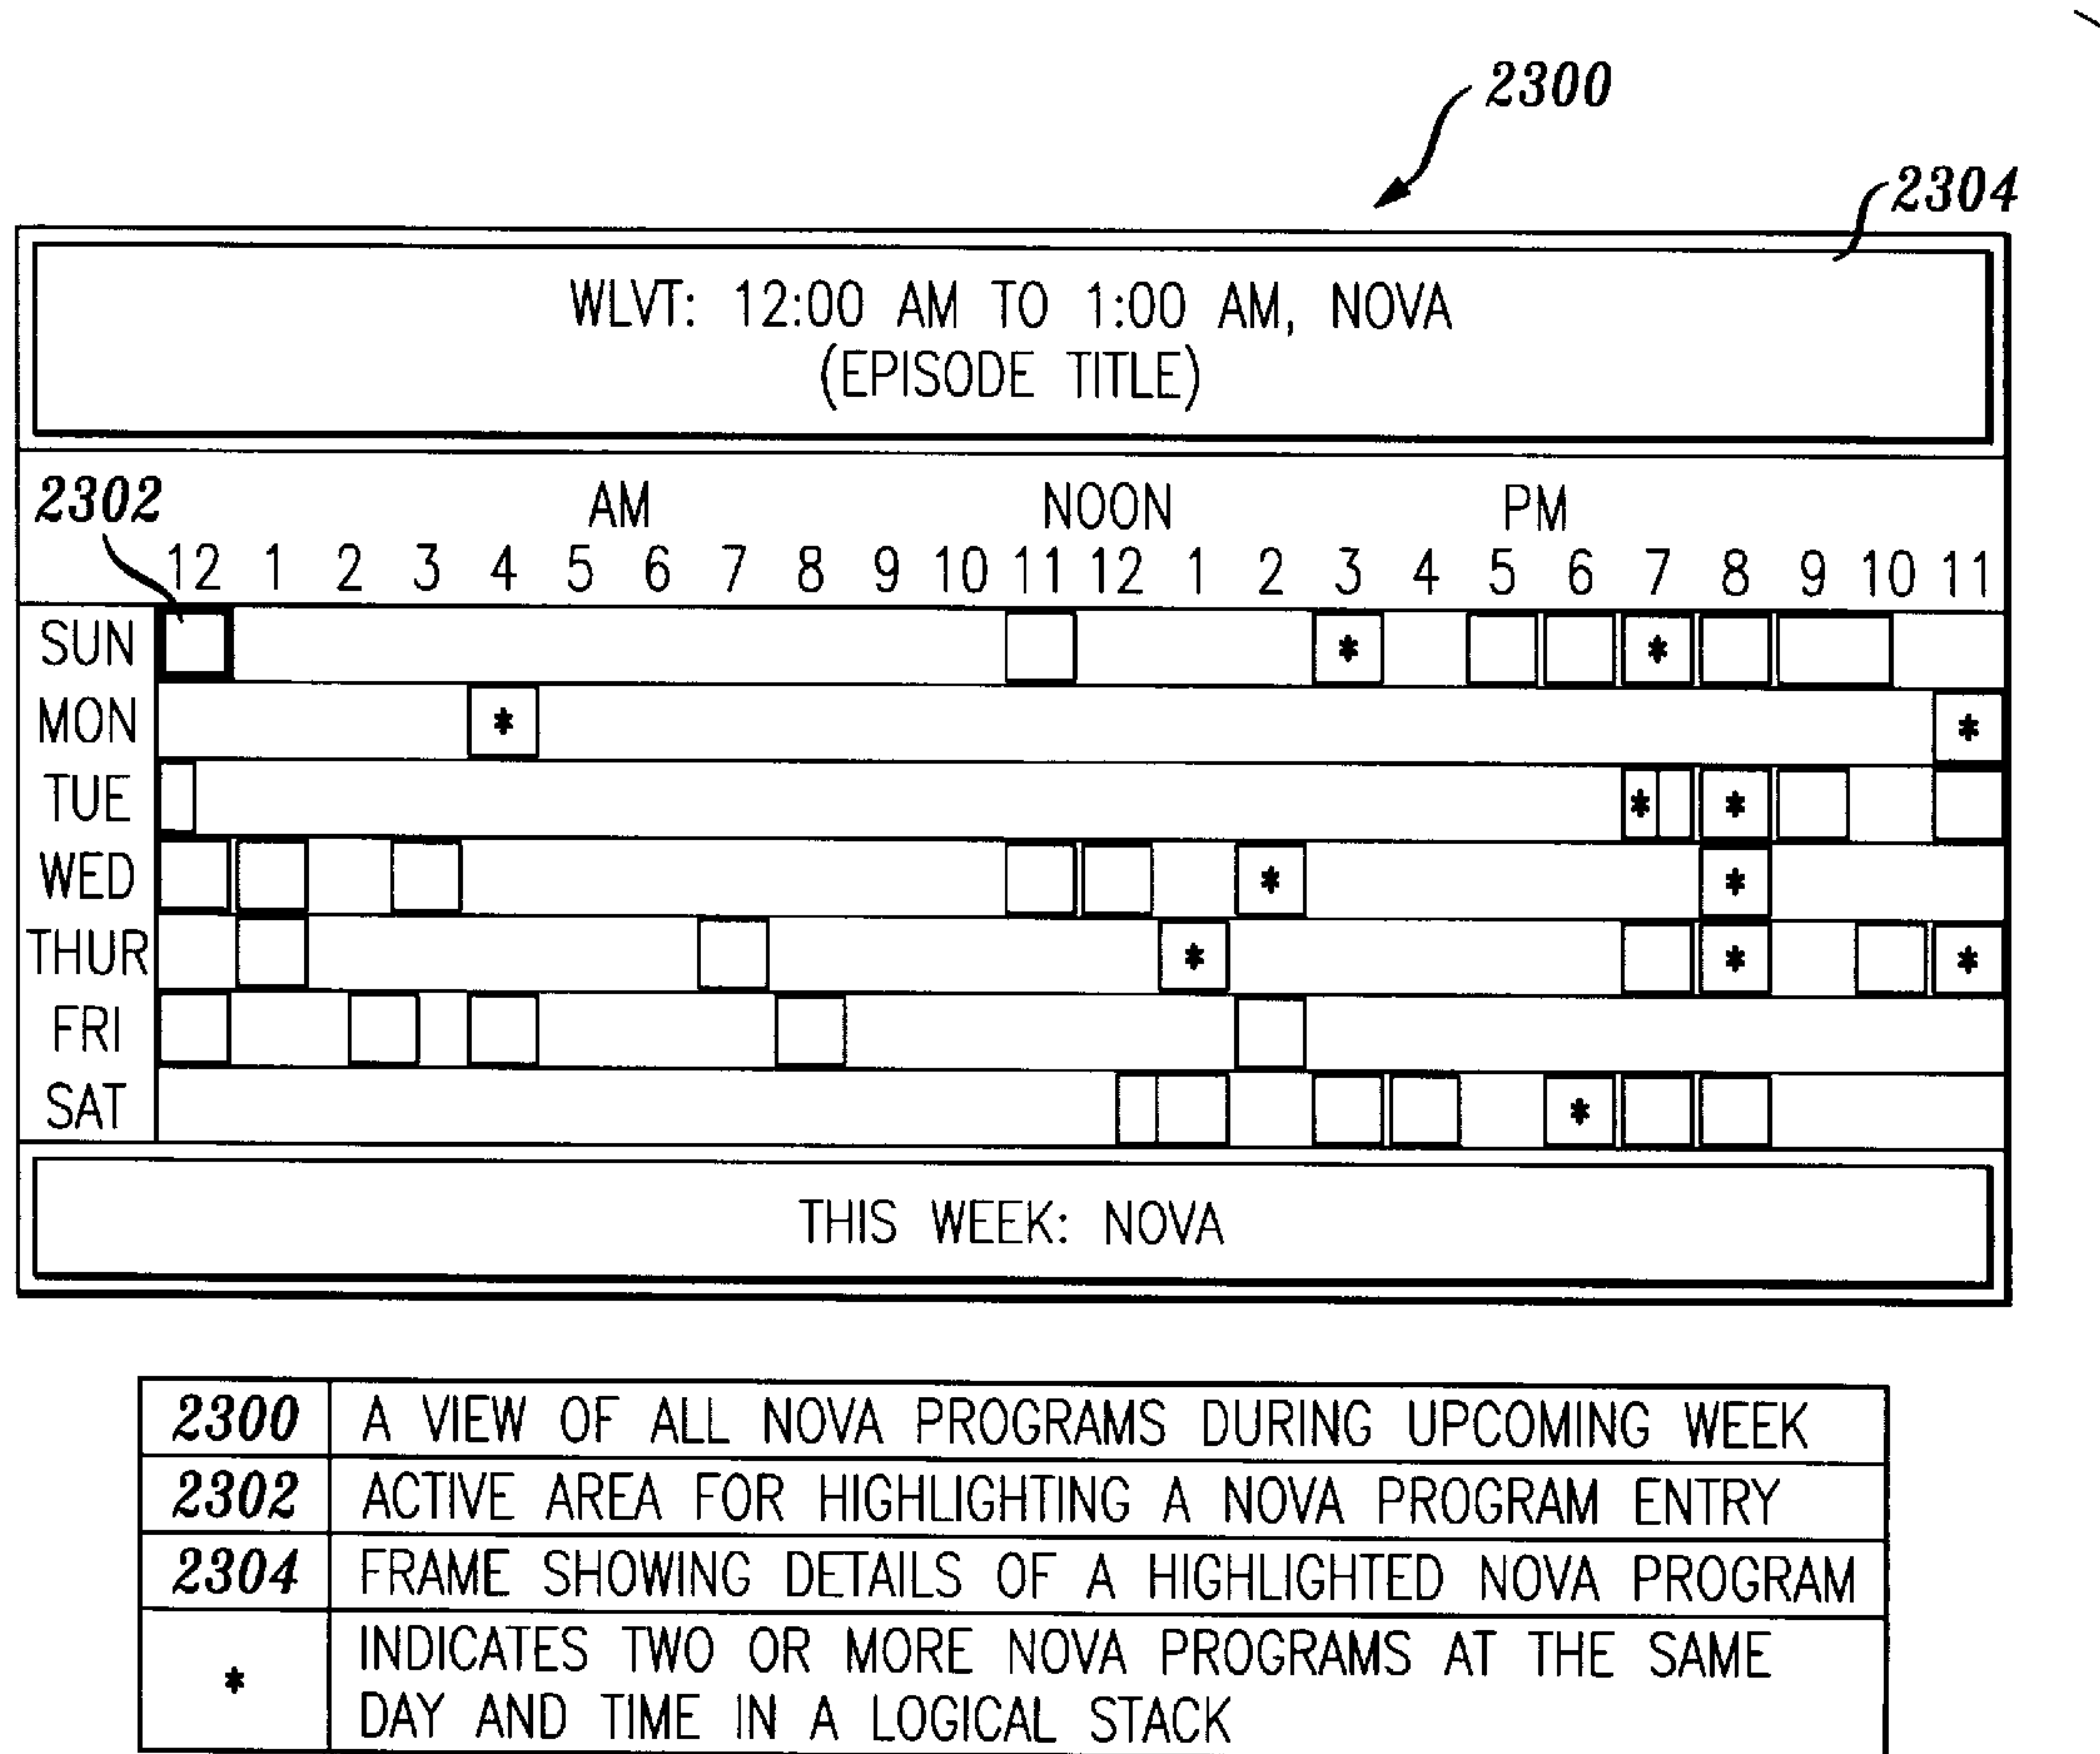 2300
2304
WLVT: 12:00 AM TO 1:00 AM, NOVA
(EPISODE TITLE)
2302
AM NOON PM
12 1 2 3 4 5 6 7 8 9 10 11 12 1 2 3 4 5 6 7 8 9 10 11
SUN * *
MON * *
TUE * *
WED * *
THUR * * *
FRI
SAT *
THIS WEEK: NOVA
2300 A VIEW OF ALL NOVA PROGRAMS DURING UPCOMING WEEK
2302 ACTIVE AREA FOR HIGHLIGHTING A NOVA PROGRAM ENTRY
2304 FRAME SHOWING DETAILS OF A HIGHLIGHTED NOVA PROGRAM
* INDICATES TWO OR MORE NOVA PROGRAMS AT THE SAME
DAY AND TIME IN A LOGICAL STACK